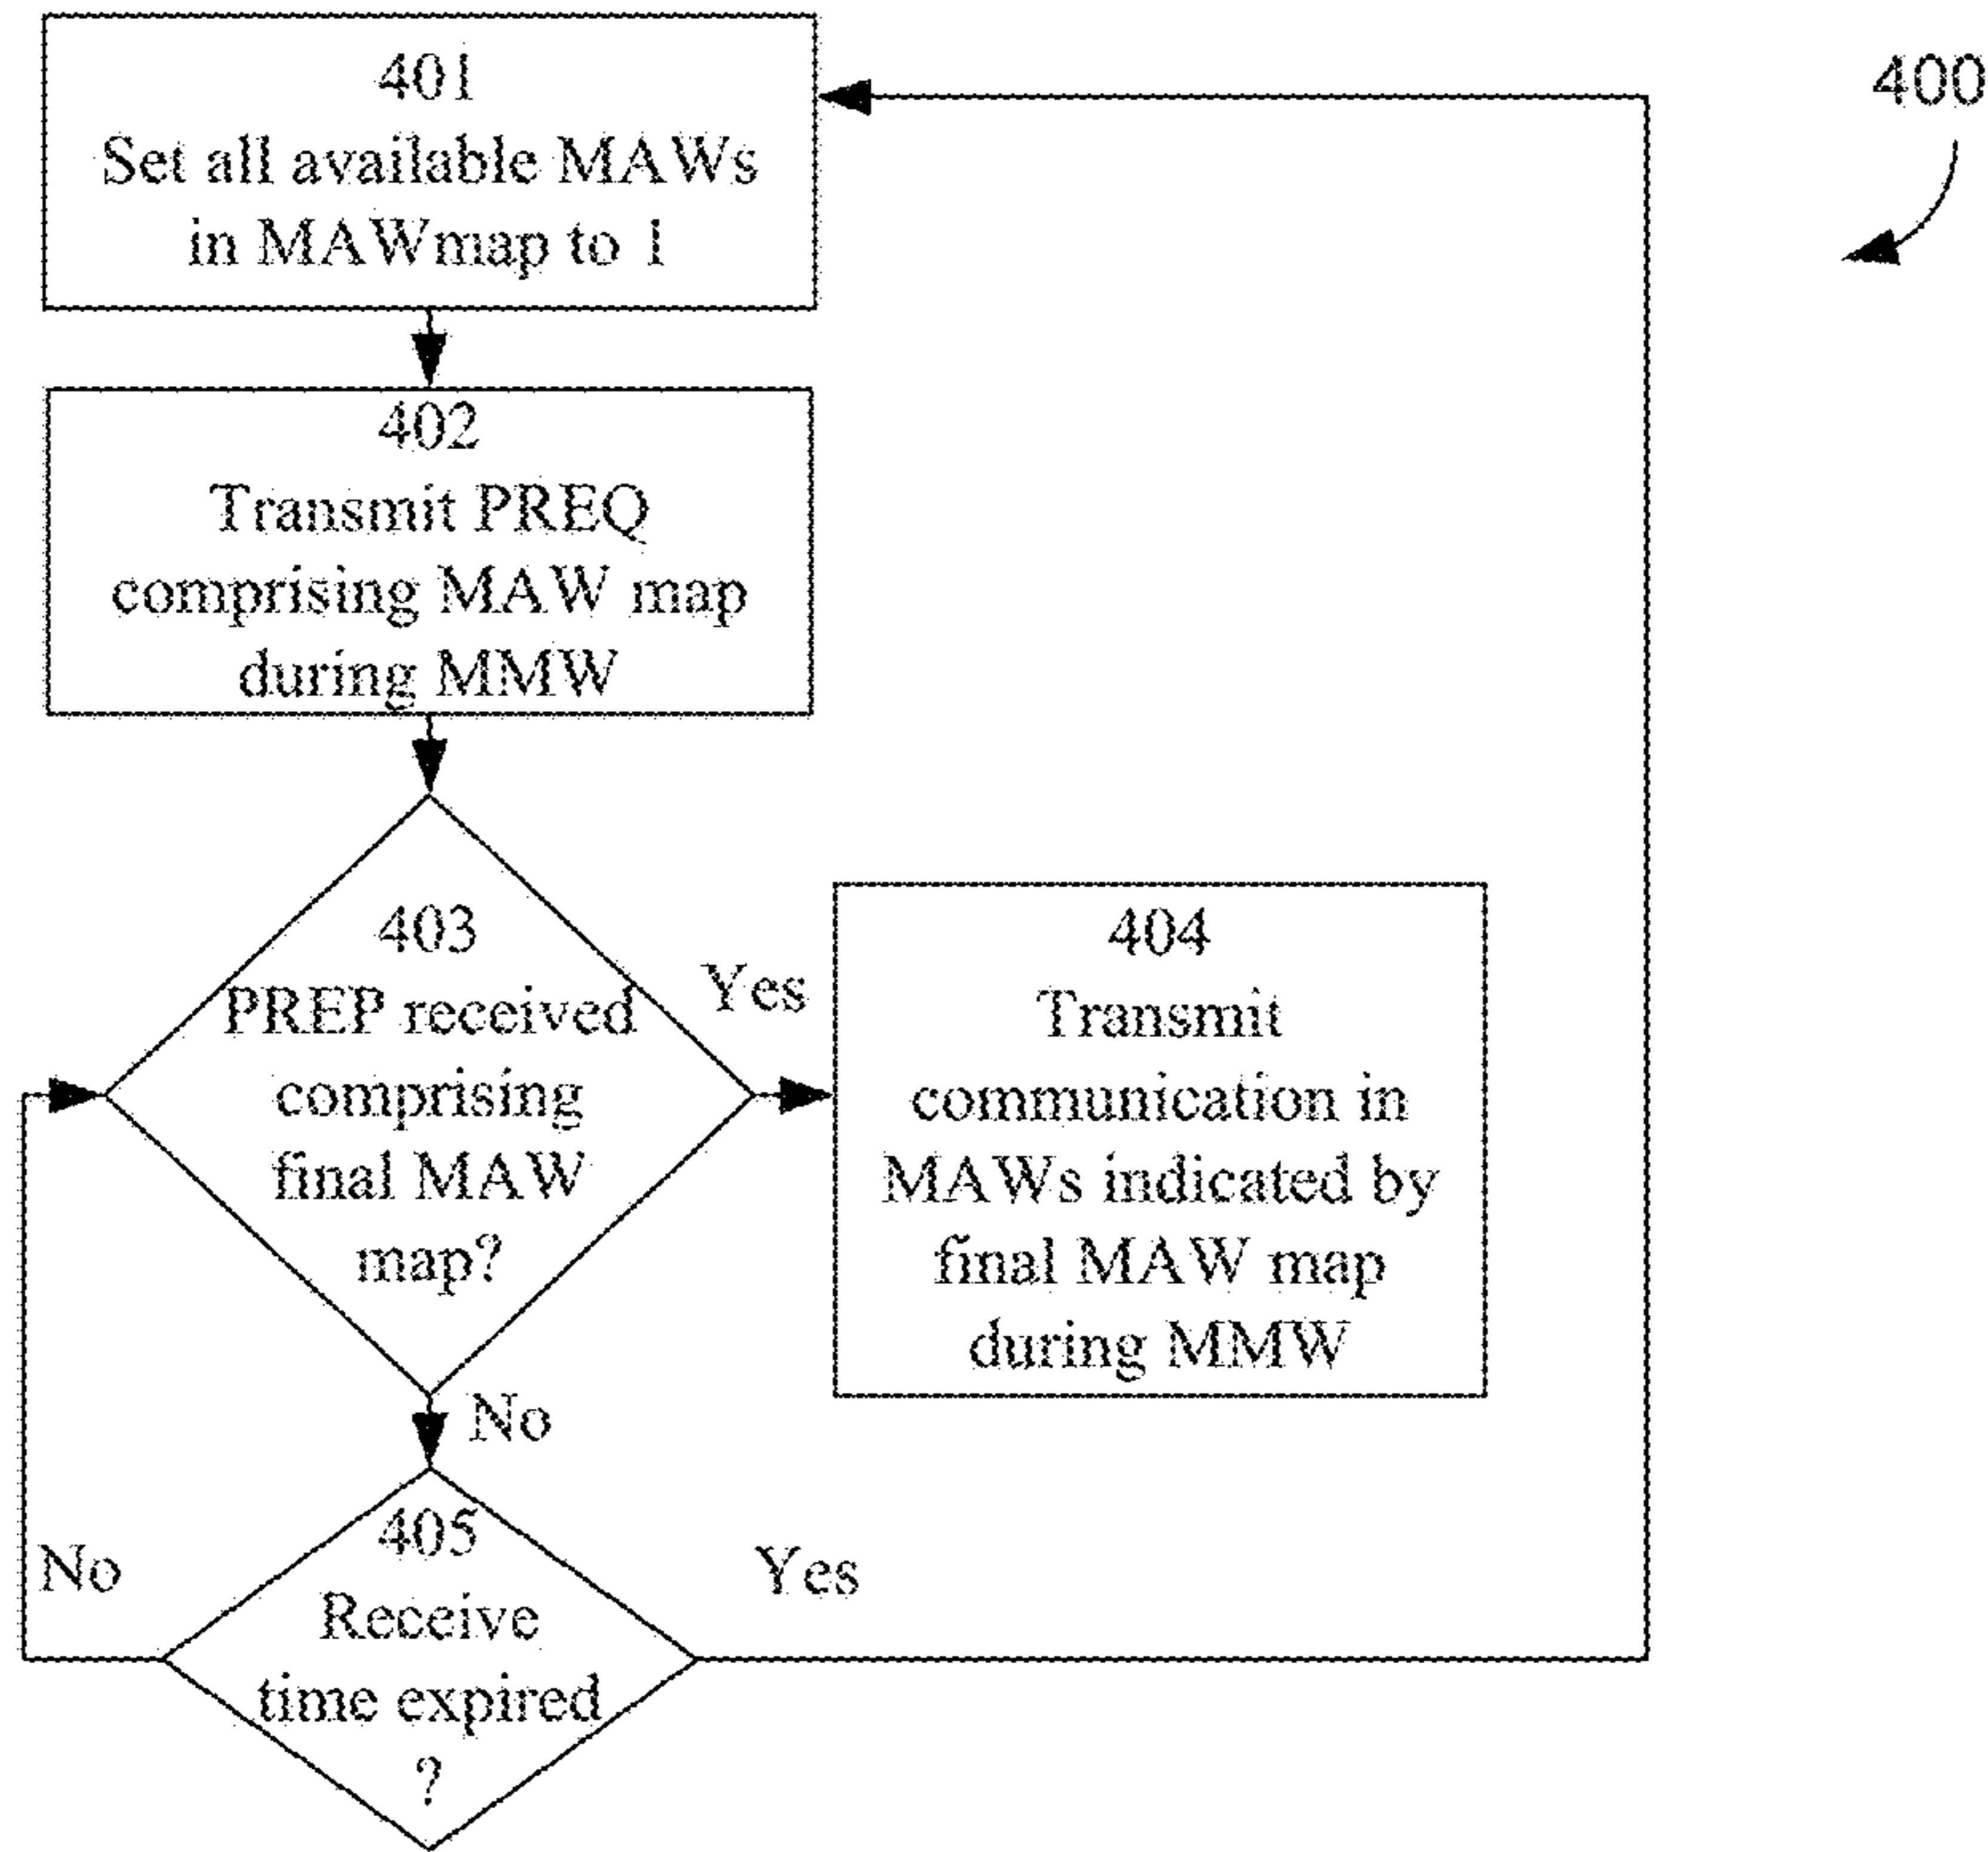 400
401
Set all available MAWs
in MAWmap to 1
402
Transmit PREQ
comprising MAW map
during MMW
403
PREP received
comprising
final MAW
map?
Yes
404
Transmit
communication in
MAWs indicated by
final MAW map
during MMW
No
405
Receive
time expired
?
No
Yes